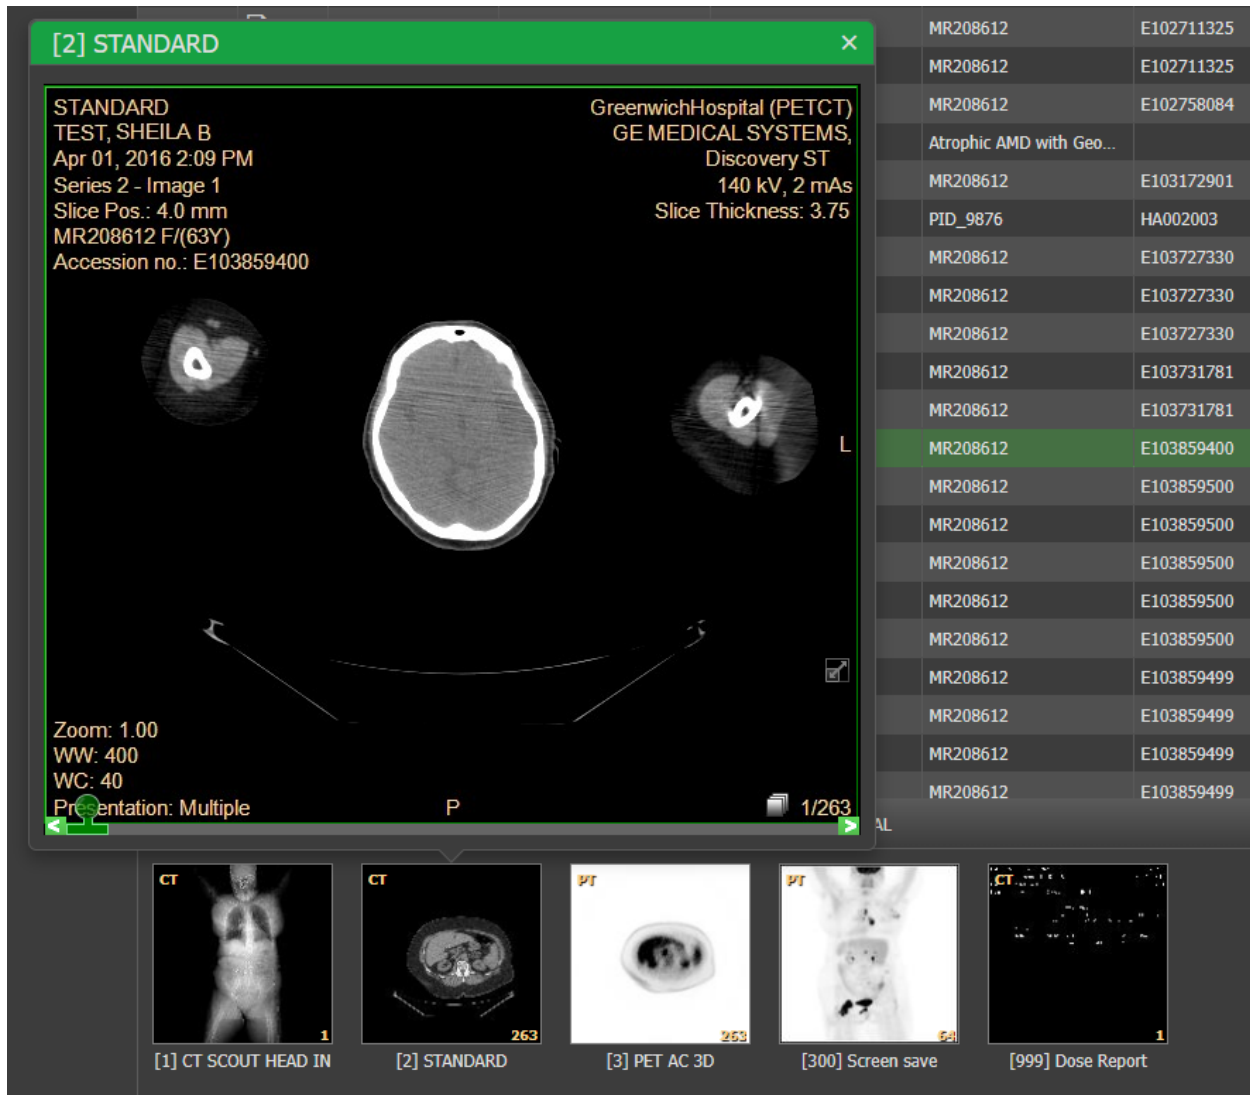 [2] STANDARD ×
STANDARD
TEST, SHEILA B
Apr 01, 2016 2:09 PM
Series 2 - Image 1
Slice Pos.: 4.0 mm
MR208612 F/(63Y)
Accession no.: E103859400
GreenwichHospital (PETCT)
GE MEDICAL SYSTEMS,
Discovery ST
140 kV, 2 mAs
Slice Thickness: 3.75
L
Zoom: 1.00
WW: 400
WC: 40
Presentation: Multiple
P
1/263
MR208612 E102711325
MR208612 E102711325
MR208612 E102758084
Atrophic AMD with Geo...
MR208612 E103172901
PID_9876 HA002003
MR208612 E103727330
MR208612 E103727330
MR208612 E103727330
MR208612 E103731781
MR208612 E103731781
MR208612 E103859400
MR208612 E103859500
MR208612 E103859500
MR208612 E103859500
MR208612 E103859500
MR208612 E103859500
MR208612 E103859499
MR208612 E103859499
MR208612 E103859499
MR208612 E103859499
AL
CT
1
[1] CT SCOUT HEAD IN
CT
263
[2] STANDARD
PT
263
[3] PET AC 3D
PT
64
[300] Screen save
CT
1
[999] Dose Report